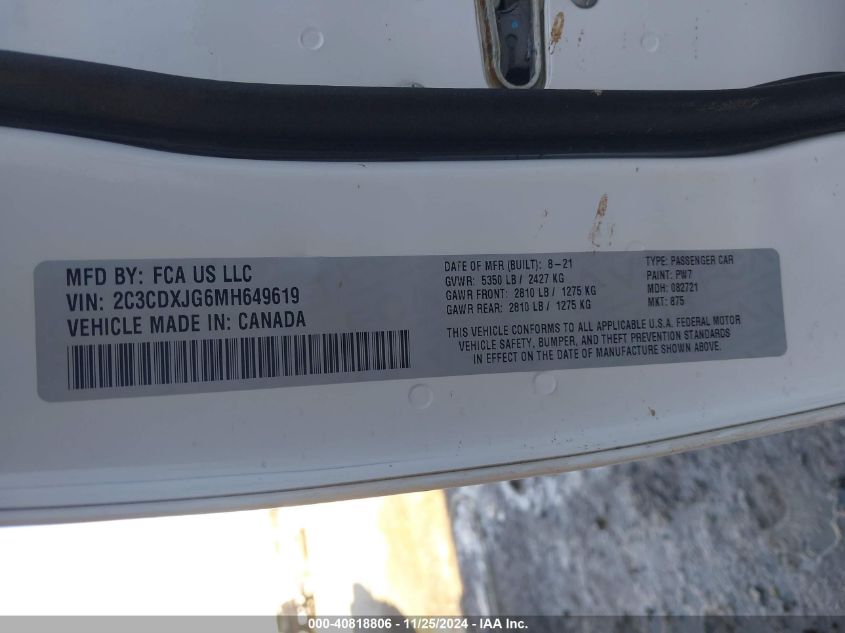 MFD BY: FCA US LLC
VIN: 2C3CDXJG6MH649619
VEHICLE MADE IN: CANADA
DATE OF MFR (BUILT): 8-21
GVWR: 5350 LB / 2427 KG
GAWR FRONT: 2810 LB / 1275 KG
GAWR REAR: 2810 LB / 1275 KG
TYPE: PASSENGER CAR
PAINT: PW7
MDH: 082721
MKT: 875
THIS VEHICLE CONFORMS TO ALL APPLICABLE U.S.A. FEDERAL MOTOR
VEHICLE SAFETY, BUMPER, AND THEFT PREVENTION STANDARDS
IN EFFECT ON THE DATE OF MANUFACTURE SHOWN ABOVE.
000-40818806 - 11/25/2024 - IAA Inc.